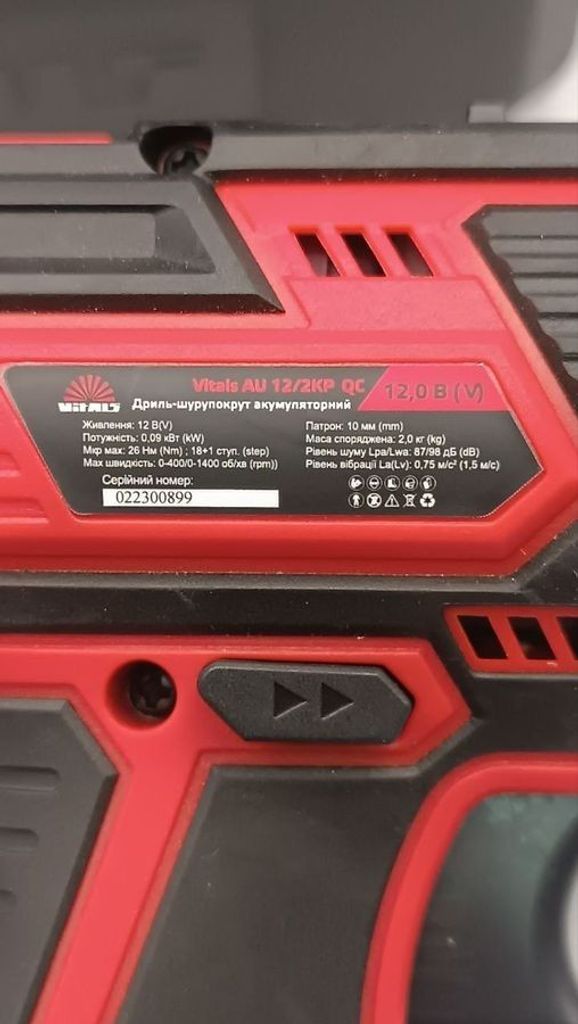 Vitals AU 12/2КР QC
12,0 В (V)
Vitals
Дриль-шурупокрут акумуляторний
Живлення: 12 В(V)
Потужність: 0,09 кВт (kW)
Мкр мах: 26 Нм (Nm) ; 18+1 ступ. (step)
Мах швидкість: 0-400/0-1400 об/хв (rpm))
Серійний номер:
022300899
Патрон: 10 мм (mm)
Маса споряджена: 2,0 кг (kg)
Рівень шуму Lpa/Lwa: 87/98 дБ (dB)
Рівень вібрації La(Lv): 0,75 м/с² (1,5 м/с)